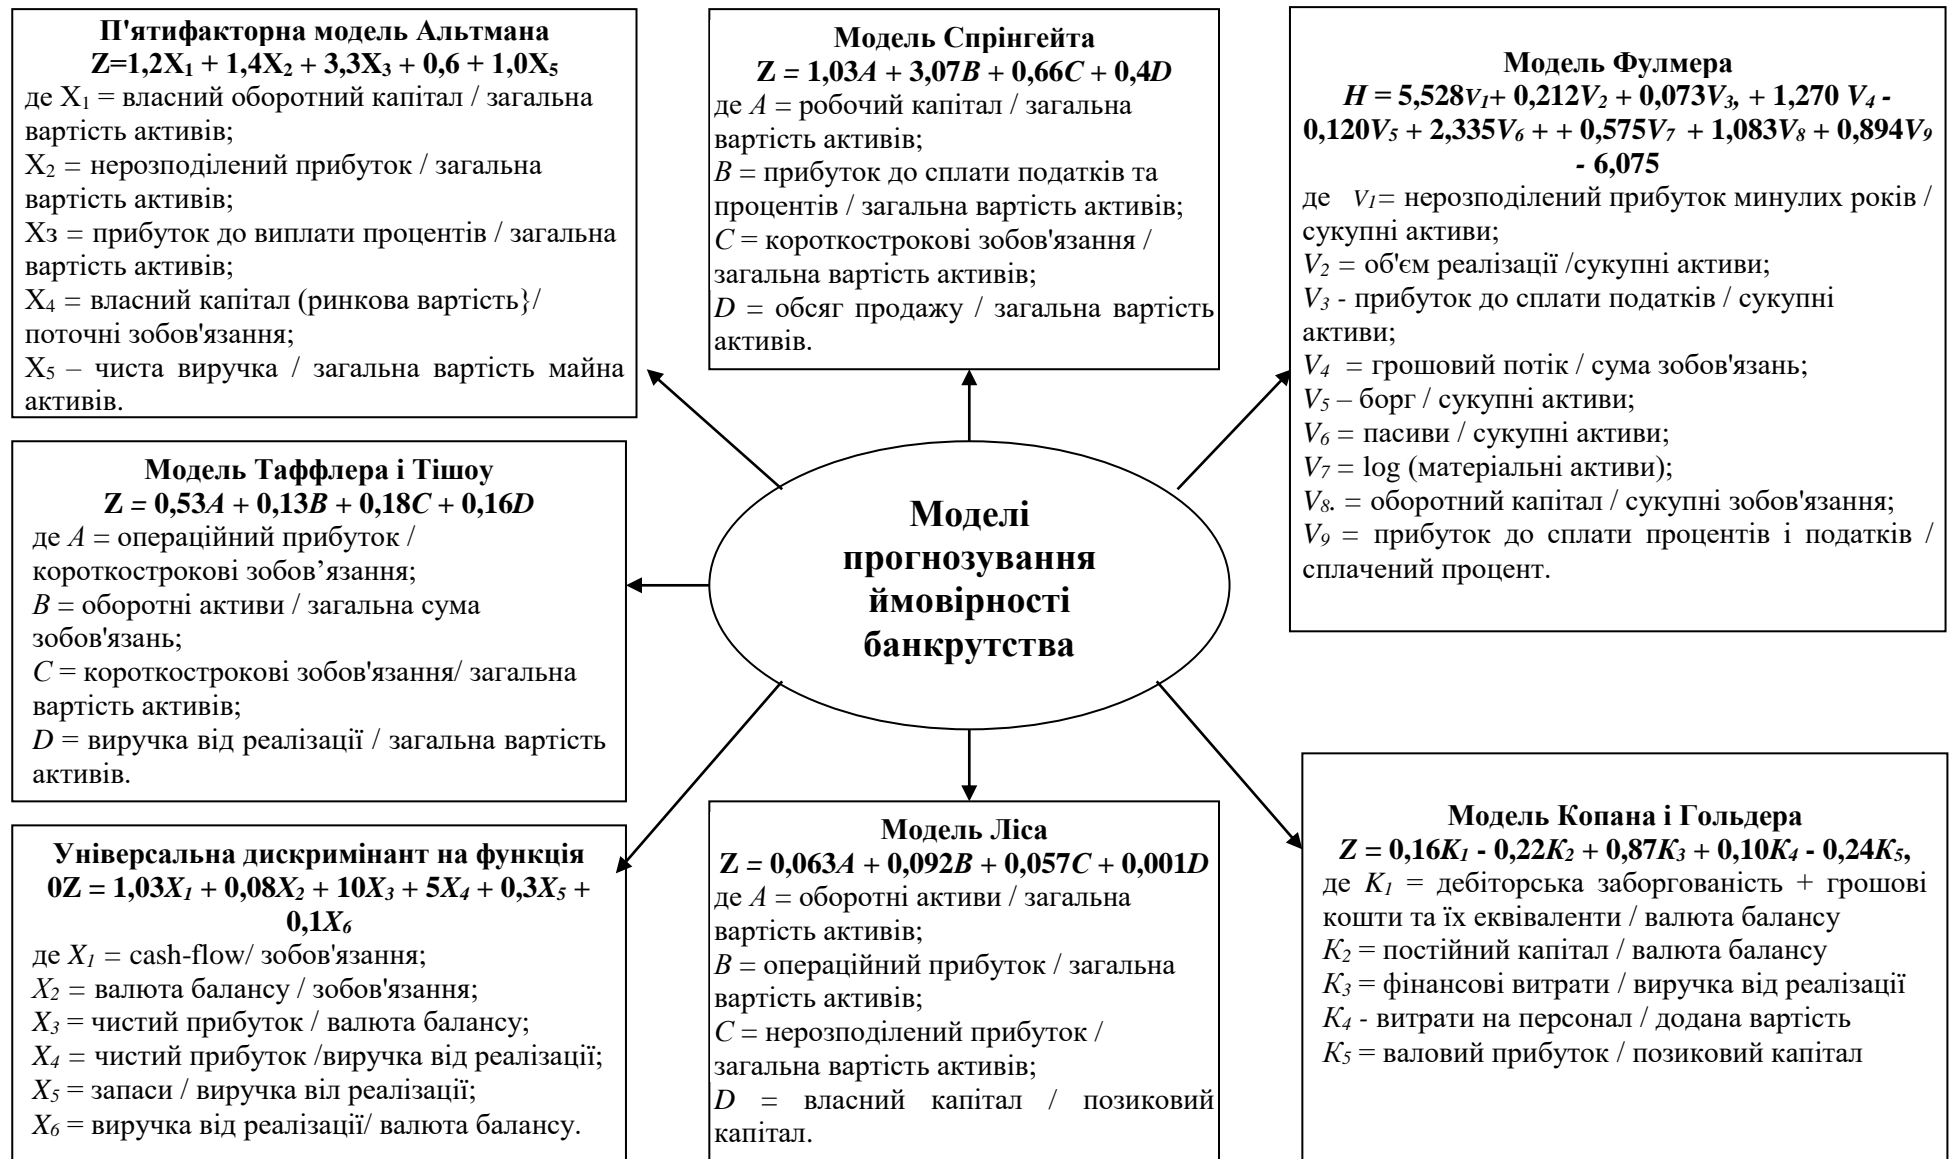 П'ятифакторна модель Альтмана
Z=1,2X₁ + 1,4X₂ + 3,3X₃ + 0,6 + 1,0X₅
де X₁ = власний оборотний капітал / загальна
вартість активів;
X₂ = нерозподілений прибуток / загальна
вартість активів;
Xз = прибуток до виплати процентів / загальна
вартість активів;
X₄ = власний капітал (ринкова вартість}/
поточні зобов'язання;
X₅ – чиста виручка / загальна вартість майна
активів.
Модель Спрінгейта
Z = 1,03A + 3,07B + 0,66C + 0,4D
де A = робочий капітал / загальна
вартість активів;
B = прибуток до сплати податків та
процентів / загальна вартість активів;
C = короткострокові зобов'язання /
загальна вартість активів;
D = обсяг продажу / загальна вартість
активів.
Модель Фулмера
H = 5,528V₁+ 0,212V₂ + 0,073V₃, + 1,270 V₄ -
0,120V₅ + 2,335V₆ + + 0,575V₇ + 1,083V₈ + 0,894V₉
- 6,075
де V₁= нерозподілений прибуток минулих років /
сукупні активи;
V₂ = об'єм реалізації /сукупні активи;
V₃ - прибуток до сплати податків / сукупні
активи;
V₄ = грошовий потік / сума зобов'язань;
V₅ – борг / сукупні активи;
V₆ = пасиви / сукупні активи;
V₇ = log (матеріальні активи);
V₈. = оборотний капітал / сукупні зобов'язання;
V₉ = прибуток до сплати процентів і податків /
сплачений процент.
Модель Таффлера і Тішоу
Z = 0,53A + 0,13B + 0,18C + 0,16D
де A = операційний прибуток /
короткострокові зобов’язання;
B = оборотні активи / загальна сума
зобов'язань;
C = короткострокові зобов'язання/ загальна
вартість активів;
D = виручка від реалізації / загальна вартість
активів.
Моделі
прогнозування
ймовірності
банкрутства
Універсальна дискримінант на функція
0Z = 1,03X₁ + 0,08X₂ + 10X₃ + 5X₄ + 0,3X₅ +
0,1X₆
де X₁ = cash-flow/ зобов'язання;
X₂ = валюта балансу / зобов'язання;
X₃ = чистий прибуток / валюта балансу;
X₄ = чистий прибуток /виручка від реалізації;
X₅ = запаси / виручка віл реалізації;
X₆ = виручка від реалізації/ валюта балансу.
Модель Ліса
Z = 0,063A + 0,092B + 0,057C + 0,001D
де A = оборотні активи / загальна
вартість активів;
B = операційний прибуток / загальна
вартість активів;
C = нерозподілений прибуток /
загальна вартість активів;
D = власний капітал / позиковий
капітал.
Модель Копана і Гольдера
Z = 0,16K₁ - 0,22K₂ + 0,87K₃ + 0,10K₄ - 0,24K₅,
де K₁ = дебіторська заборгованість + грошові
кошти та їх еквіваленти / валюта балансу
K₂ = постійний капітал / валюта балансу
K₃ = фінансові витрати / виручка від реалізації
K₄ - витрати на персонал / додана вартість
K₅ = валовий прибуток / позиковий капітал